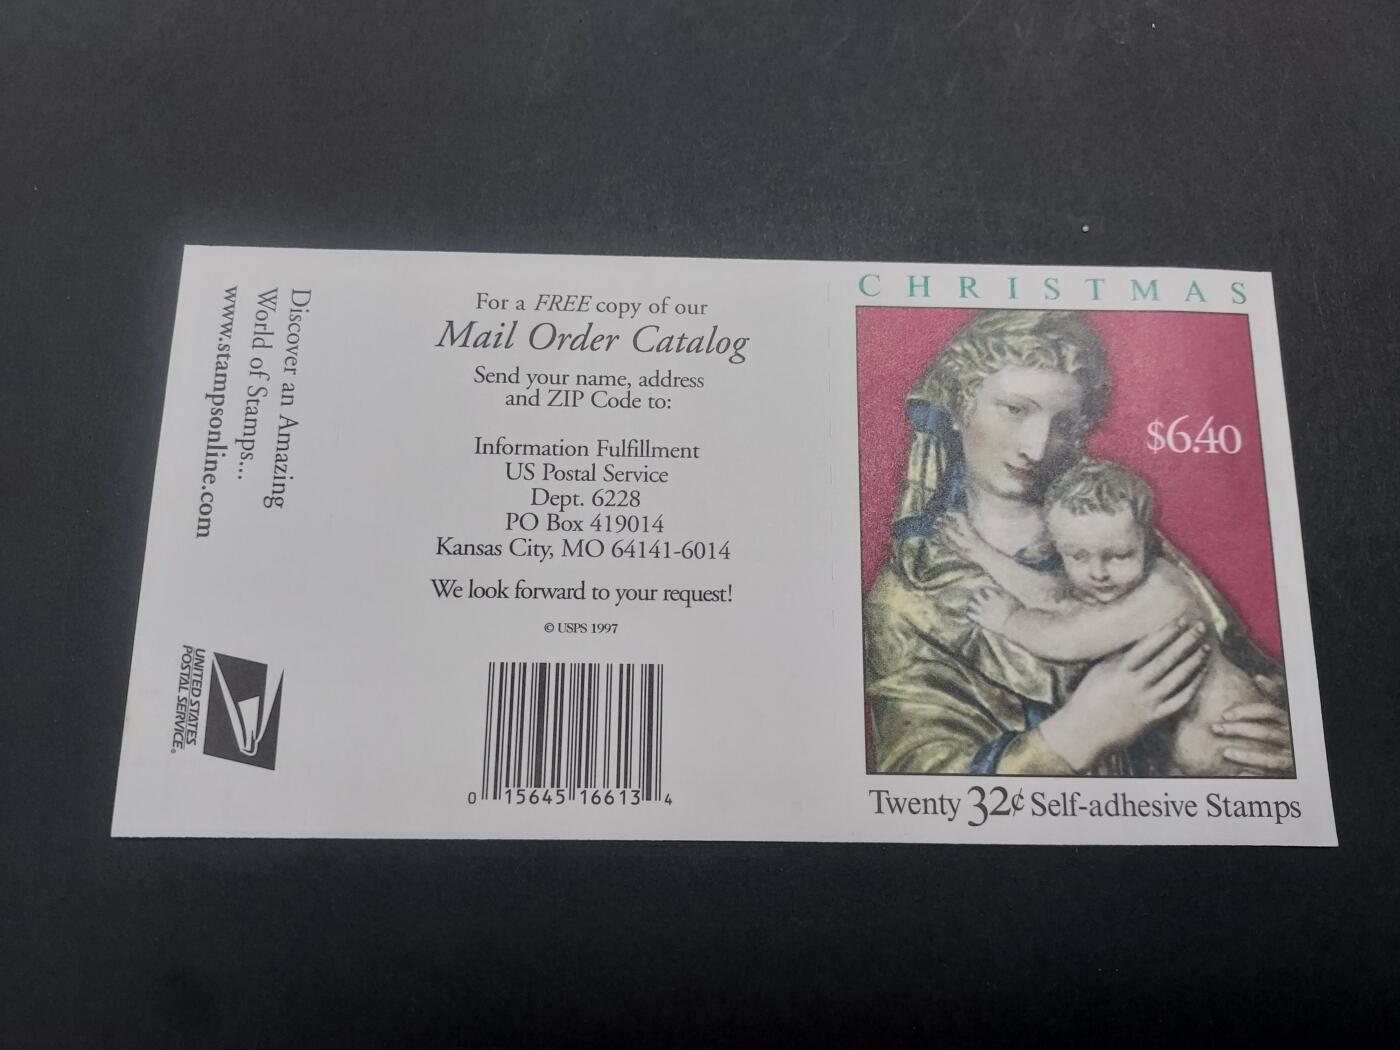 Discover an Amazing
World of Stamps...
www.stampsonline.com
UNITED STATES
POSTAL SERVICE®
For a FREE copy of our
Mail Order Catalog
Send your name, address
and ZIP Code to:
Information Fulfillment
US Postal Service
Dept. 6228
PO Box 419014
Kansas City, MO 64141-6014
We look forward to your request!
© USPS 1997
0 15645 16613 4
CHRISTMAS
$6.40
Twenty 32¢ Self-adhesive Stamps